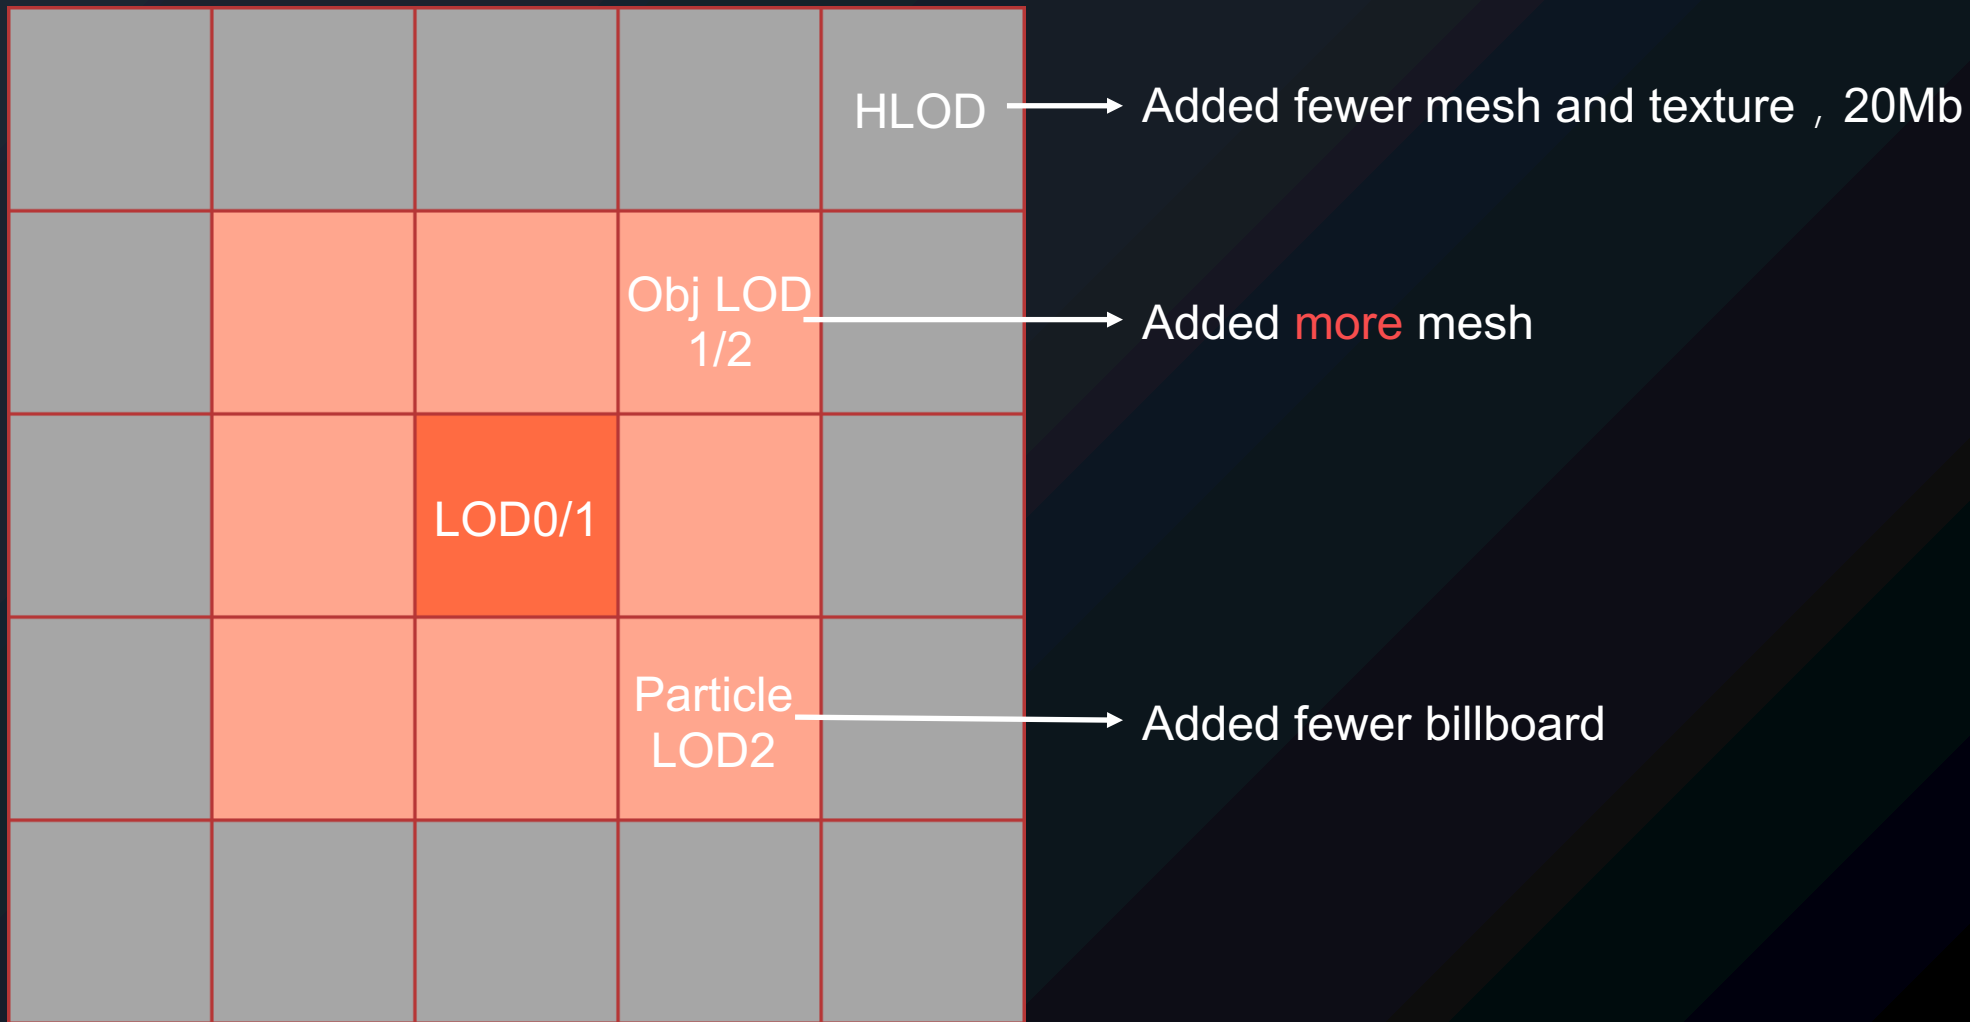 HLOD
Added fewer mesh and texture，20Mb
Obj LOD
1/2
Added more mesh
LOD0/1
Particle
LOD2
Added fewer billboard